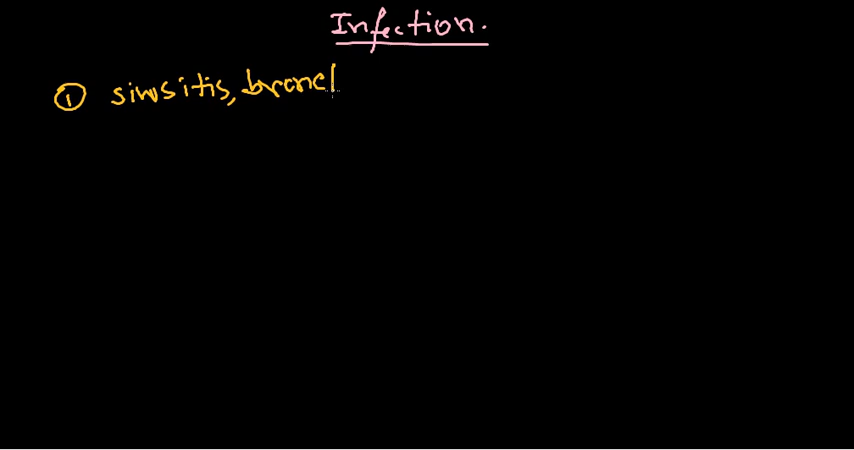 Infection.
① sinusitis, bronc